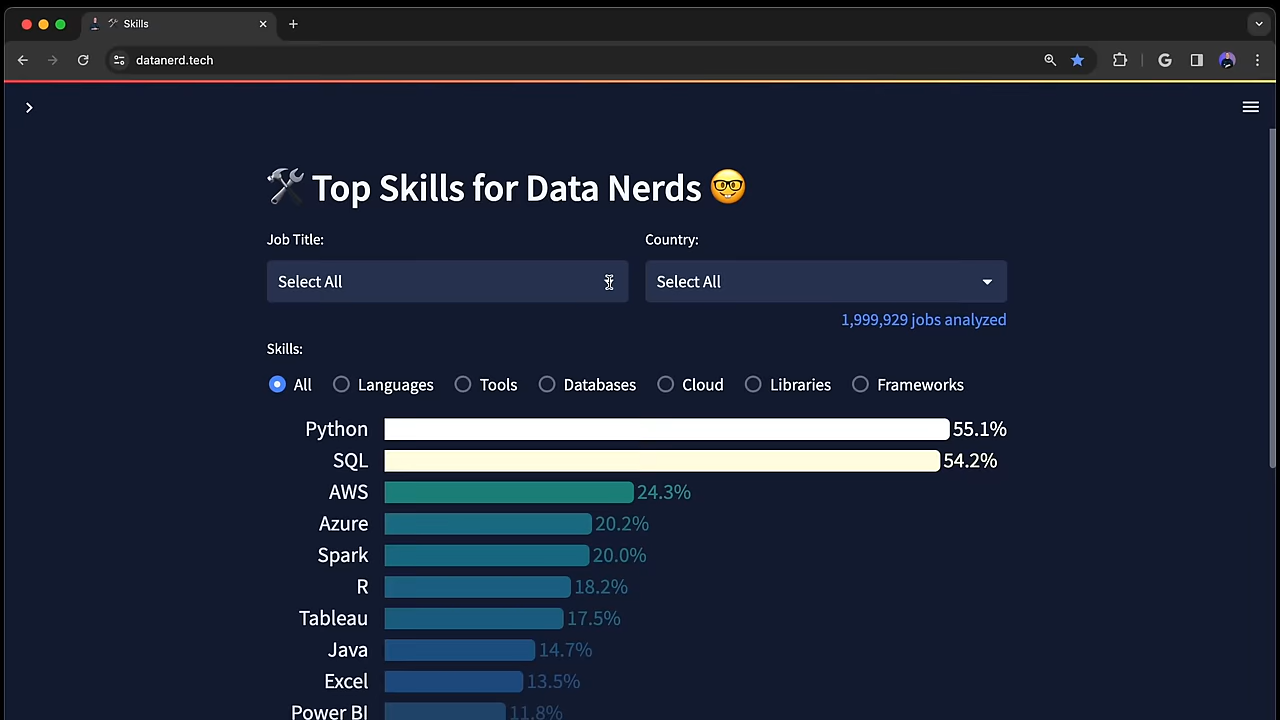 Skills
datanerd.tech
Top Skills for Data Nerds
Job Title:
Country:
Select All
Select All
1,999,929 jobs analyzed
Skills:
All Languages Tools Databases Cloud Libraries Frameworks
Python 55.1%
SQL 54.2%
AWS 24.3%
Azure 20.2%
Spark 20.0%
R 18.2%
Tableau 17.5%
Java 14.7%
Excel 13.5%
Power BI 11.8%